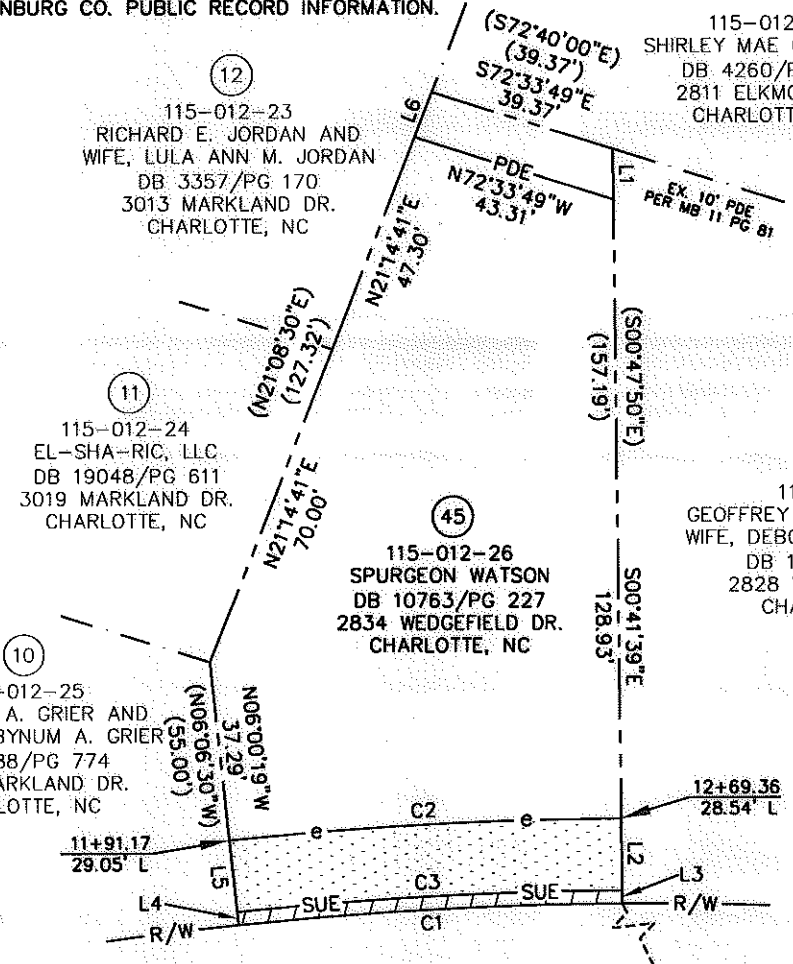 NBURG CO. PUBLIC RECORD INFORMATION.
(S72°40'00"E)
(39.37')
S72°33'49"E
39.37'
115-012
SHIRLEY MAE
DB 4260/P
2811 ELKMO
CHARLOTT
12
115-012-23
RICHARD E. JORDAN AND
WIFE, LULA ANN M. JORDAN
DB 3357/PG 170
3013 MARKLAND DR.
CHARLOTTE, NC
L6
PDE
N72°33'49"W
43.31'
L1
EX. 10' PDE
PER MB 11 PG 81
N21°14'41"E
47.30'
(N21°08'30"E)
(127.32')
(S00°47'50"E)
(157.19')
11
115-012-24
EL-SHA-RIC, LLC
DB 19048/PG 611
3019 MARKLAND DR.
CHARLOTTE, NC
N21°14'41"E
70.00'
45
115-012-26
SPURGEON WATSON
DB 10763/PG 227
2834 WEDGEFIELD DR.
CHARLOTTE, NC
11
GEOFFREY
WIFE, DEBO
DB 1
2828
CHA
S00°41'39"E
128.93'
10
-012-25
A. GRIER AND
BYNUM A. GRIER
88/PG 774
ARKLAND DR.
LOTTE, NC
N06°00'19"W
37.29'
(N06°06'30"W)
(55.00')
12+69.36
28.54' L
11+91.17
29.05' L
e
C2
e
L5
L2
L4
SUE
C3
SUE
L3
R/W
C1
R/W